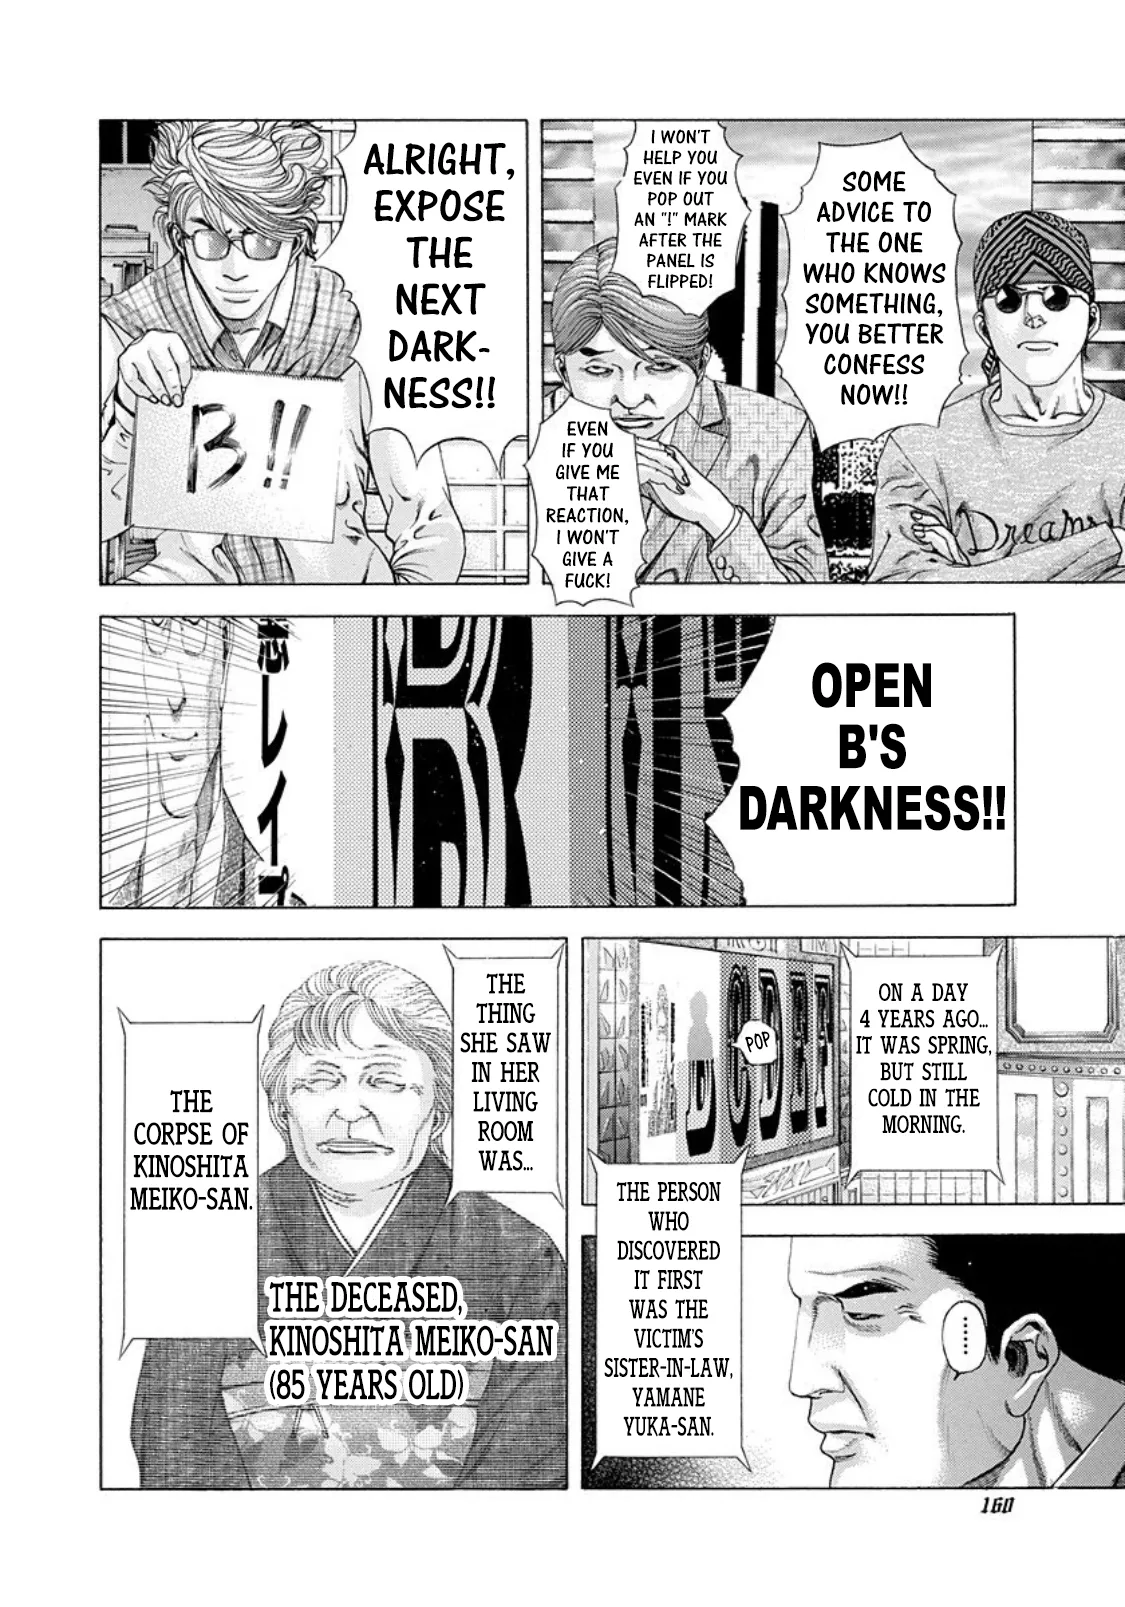 SOME
ADVICE TO
THE ONE
WHO KNOWS
SOMETHING,
YOU BETTER
CONFESS
NOW!!
I WON'T
HELP YOU
EVEN IF YOU
POP OUT
AN "!" MARK
AFTER THE
PANEL IS
FLIPPED!
EVEN
IF YOU
GIVE ME
THAT
REACTION,
I WON'T
GIVE A
FUCK!
Dreams
ALRIGHT,
EXPOSE
THE
NEXT
DARK-
NESS!!
B!!
OPEN
B'S
DARKNESS!!
レイプ
ON A DAY
4 YEARS AGO...
IT WAS SPRING,
BUT STILL
COLD IN THE
MORNING.
POP
BCDEF
THE PERSON
WHO
DISCOVERED
IT FIRST
WAS THE
VICTIM'S
SISTER-IN-LAW,
YAMANE
YUKA-SAN.
......
THE
THING
SHE SAW
IN HER
LIVING
ROOM
WAS...
THE
CORPSE OF
KINOSHITA
MEIKO-SAN.
THE DECEASED,
KINOSHITA MEIKO-SAN
(85 YEARS OLD)
160